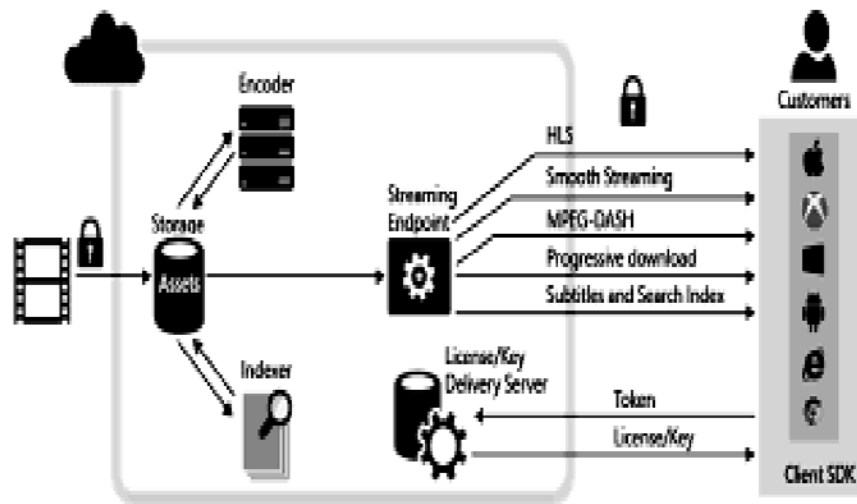 Encoder
Customers
HLS
Smooth Streaming
Streaming
Endpoint
MPEG-DASH
Storage
Progressive download
Assets
Subtitles and Search Index
Indexer
License/Key
Delivery Server
Token
License/Key
Client SDK